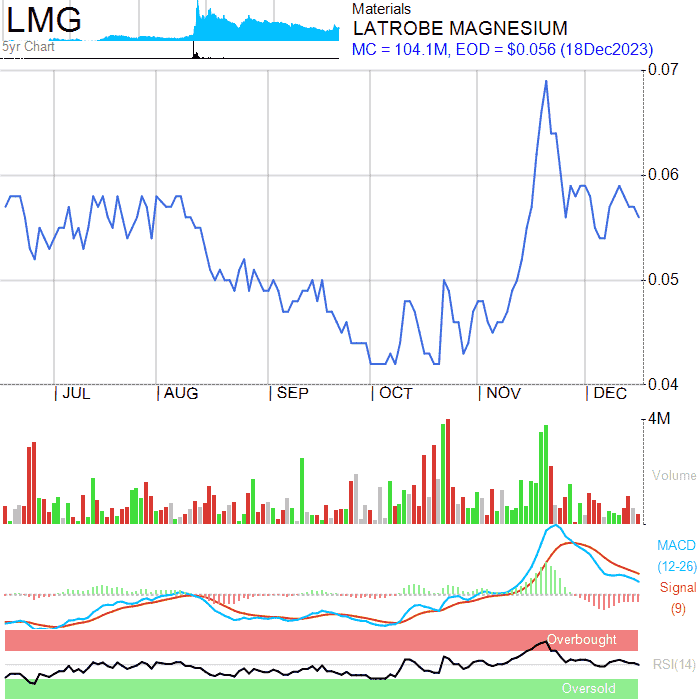 LMG
5yr Chart
Materials
LATROBE MAGNESIUM
MC = 104.1M, EOD = $0.056 (18Dec2023)
0.07
0.06
0.05
0.04
JUL AUG SEP OCT NOV DEC
4M
Volume
MACD
(12-26)
Signal
(9)
Overbought
RSI(14)
Oversold